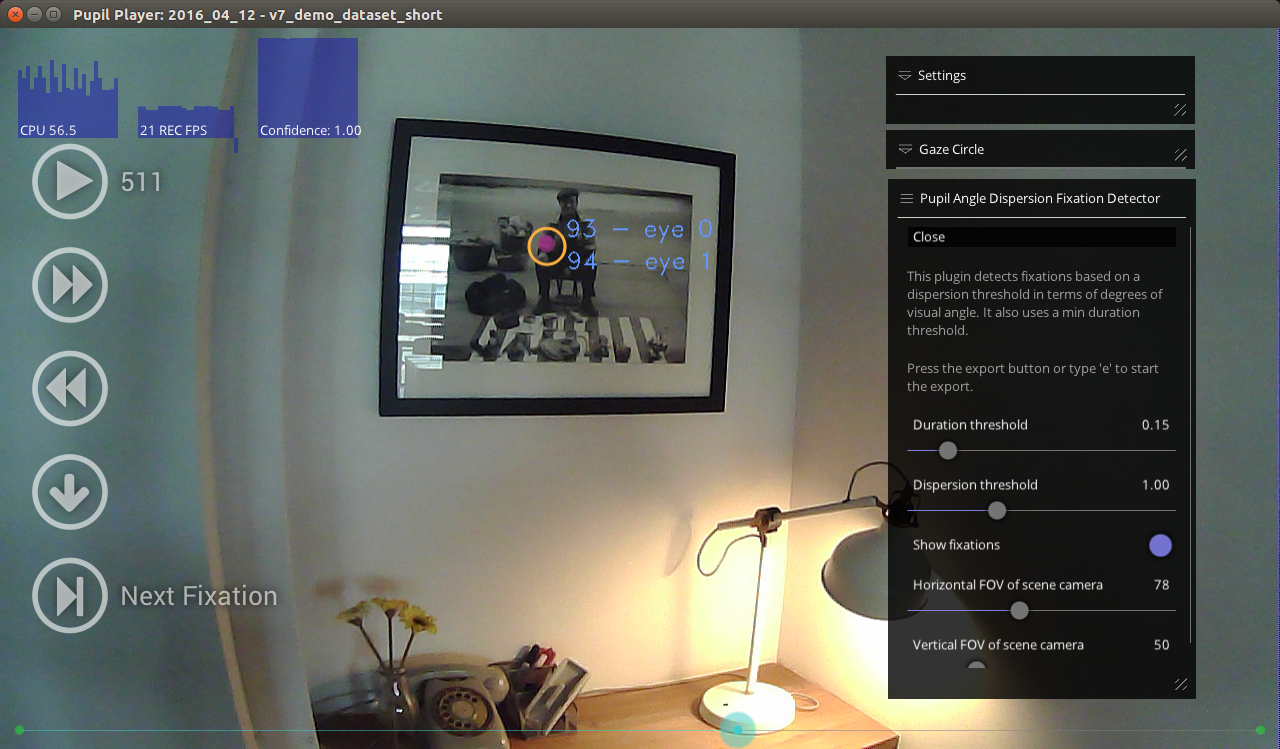 Pupil Player: 2016_04_12 - v7_demo_dataset_short
CPU 56.5
21 REC FPS
Confidence: 1.00
511
Next Fixation
93 - eye 0
94 - eye 1
Settings
Gaze Circle
Pupil Angle Dispersion Fixation Detector
Close
This plugin detects fixations based on a
dispersion threshold in terms of degrees of
visual angle. It also uses a min duration
threshold.
Press the export button or type 'e' to start
the export.
Duration threshold 0.15
Dispersion threshold 1.00
Show fixations
Horizontal FOV of scene camera 78
Vertical FOV of scene camera 50